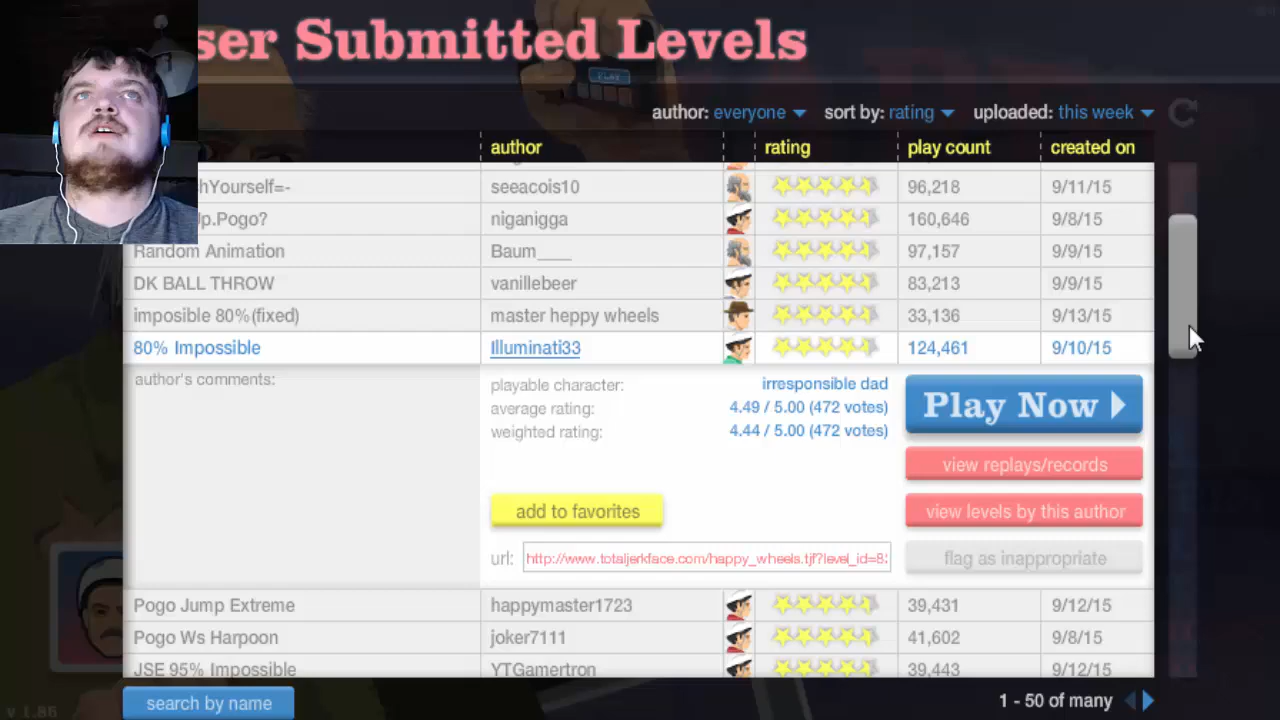 ser Submitted Levels
PLAY
author: everyone sort by: rating uploaded: this week
author rating play count created on
hYourself=- seeacois10 96,218 9/11/15
Up.Pogo? niganigga 160,646 9/8/15
Random Animation Baum____ 97,157 9/9/15
DK BALL THROW vanillebeer 83,213 9/9/15
imposible 80%(fixed) master heppy wheels 33,136 9/13/15
80% Impossible Illuminati33 124,461 9/10/15
author's comments:
playable character: irresponsible dad
average rating: 4.49 / 5.00 (472 votes)
weighted rating: 4.44 / 5.00 (472 votes)
Play Now
view replays/records
add to favorites
view levels by this author
url: http://www.totaljerkface.com/happy_wheels.tjf?level_id=8
flag as inappropriate
Pogo Jump Extreme happymaster1723 39,431 9/12/15
Pogo Ws Harpoon joker7111 41,602 9/8/15
JSE 95% Impossible YTGamertron 39,443 9/12/15
search by name
1 - 50 of many
v 1.86